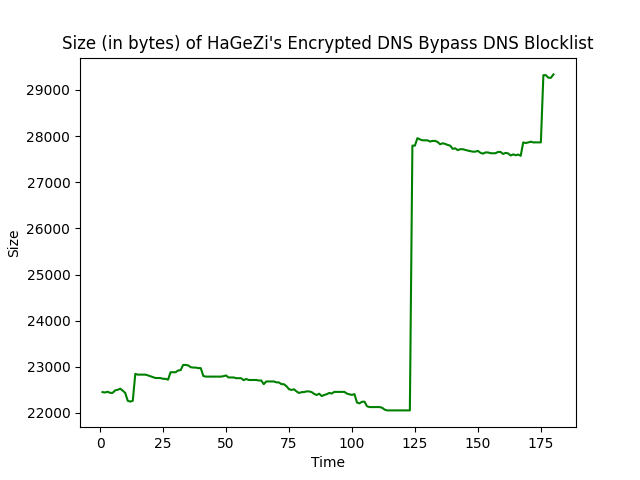 Size (in bytes) of HaGeZi's Encrypted DNS Bypass DNS Blocklist
29000
28000
27000
26000
25000
24000
23000
22000
Size
0 25 50 75 100 125 150 175
Time